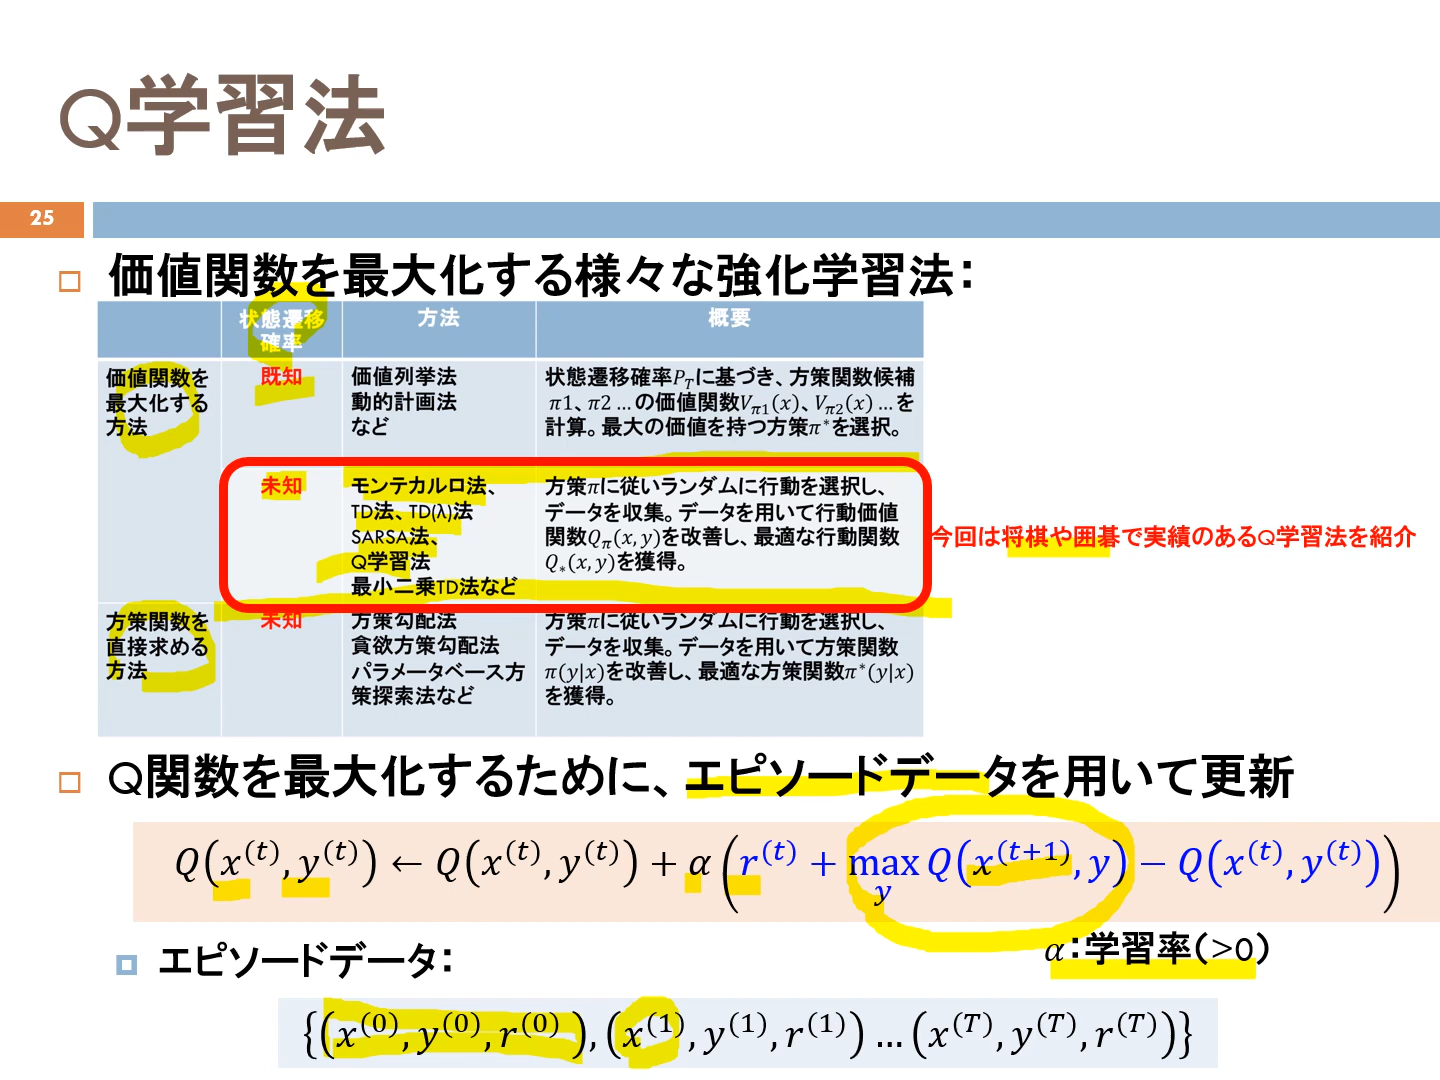 Q学習法
25
価値関数を最大化する様々な強化学習法：
状態遷移
確率
方法
概要
価値関数を
最大化する
方法
既知
価値列挙法
動的計画法
など
状態遷移確率P_Tに基づき、方策関数候補
π1、π2 …の価値関数V_π1(x)、V_π2(x) …を
計算。最大の価値を持つ方策π*を選択。
未知
モンテカルロ法、
TD法、TD(λ)法
SARSA法、
Q学習法
最小二乗TD法など
方策πに従いランダムに行動を選択し、
データを収集。データを用いて行動価値
関数Q_π(x, y)を改善し、最適な行動関数
Q_*(x, y)を獲得。
今回は将棋や囲碁で実績のあるQ学習法を紹介
方策関数を
直接求める
方法
未知
方策勾配法
貪欲方策勾配法
パラメータベース方
策探索法など
方策πに従いランダムに行動を選択し、
データを収集。データを用いて方策関数
π(y|x)を改善し、最適な方策関数π*(y|x)
を獲得。
Q関数を最大化するために、エピソードデータを用いて更新
Q(x^(t), y^(t)) ← Q(x^(t), y^(t)) + α (r^(t) + max_y Q(x^(t+1), y) − Q(x^(t), y^(t)))
α：学習率（>0）
エピソードデータ：
{(x^(0), y^(0), r^(0)), (x^(1), y^(1), r^(1)) … (x^(T), y^(T), r^(T))}